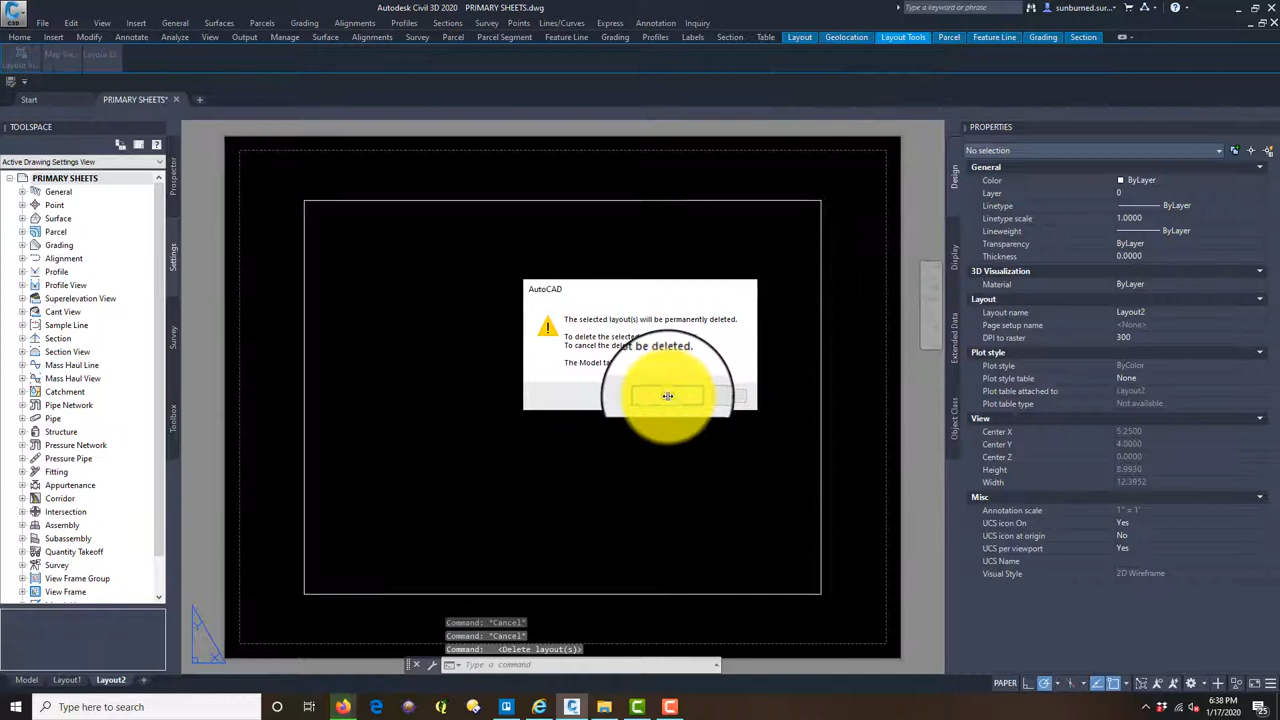 Autodesk Civil 3D 2020 PRIMARY SHEETS.dwg
Type a keyword or phrase
sunburned.sur...
File Edit View Insert General Surfaces Parcels Grading Alignments Profiles Sections Survey Points Lines/Curves Express Annotation Inquiry
Home Insert Modify Annotate Analyze View Output Manage Surface Alignments Survey Parcel Parcel Segment Feature Line Grading Profiles Labels Section Table Layout Geolocation Layout Tools Parcel Feature Line Grading Section
Start PRIMARY SHEETS*
TOOLSPACE
Active Drawing Settings View
PRIMARY SHEETS
General
Point
Surface
Parcel
Grading
Alignment
Profile
Profile View
Superelevation View
Cant View
Sample Line
Section
Section View
Mass Haul Line
Mass Haul View
Catchment
Pipe Network
Pipe
Structure
Pressure Network
Pressure Pipe
Fitting
Appurtenance
Corridor
Intersection
Assembly
Subassembly
Quantity Takeoff
Survey
View Frame Group
View Frame
Prospector
Settings
Survey
Toolbox
AutoCAD
The selected layout(s) will be permanently deleted.
To delete the selected
To cancel the
t be deleted.
The Model
Command: "Cancel"
Command: "Cancel"
Command: <Delete layout(s)>
Type a command
Model Layout1 Layout2
PROPERTIES
No selection
Design
Display
Extended Data
Object Class
General
Color ByLayer
Layer 0
Linetype ByLayer
Linetype scale 1.0000
Lineweight ByLayer
Transparency ByLayer
Thickness 0.0000
3D Visualization
Material ByLayer
Layout
Layout name Layout2
Page setup name <None>
DPI to raster 300
Plot style
Plot style ByColor
Plot style table None
Plot table attached to Layout2
Plot table type Not available
View
Center X 5.2500
Center Y 4.0000
Center Z 0.0000
Height 8.9930
Width 12.3952
Misc
Annotation scale 1" = 1'
UCS icon On Yes
UCS icon at origin No
UCS per viewport Yes
UCS Name
Visual Style 2D Wireframe
PAPER
Type here to search
6:38 PM
1/17/2020